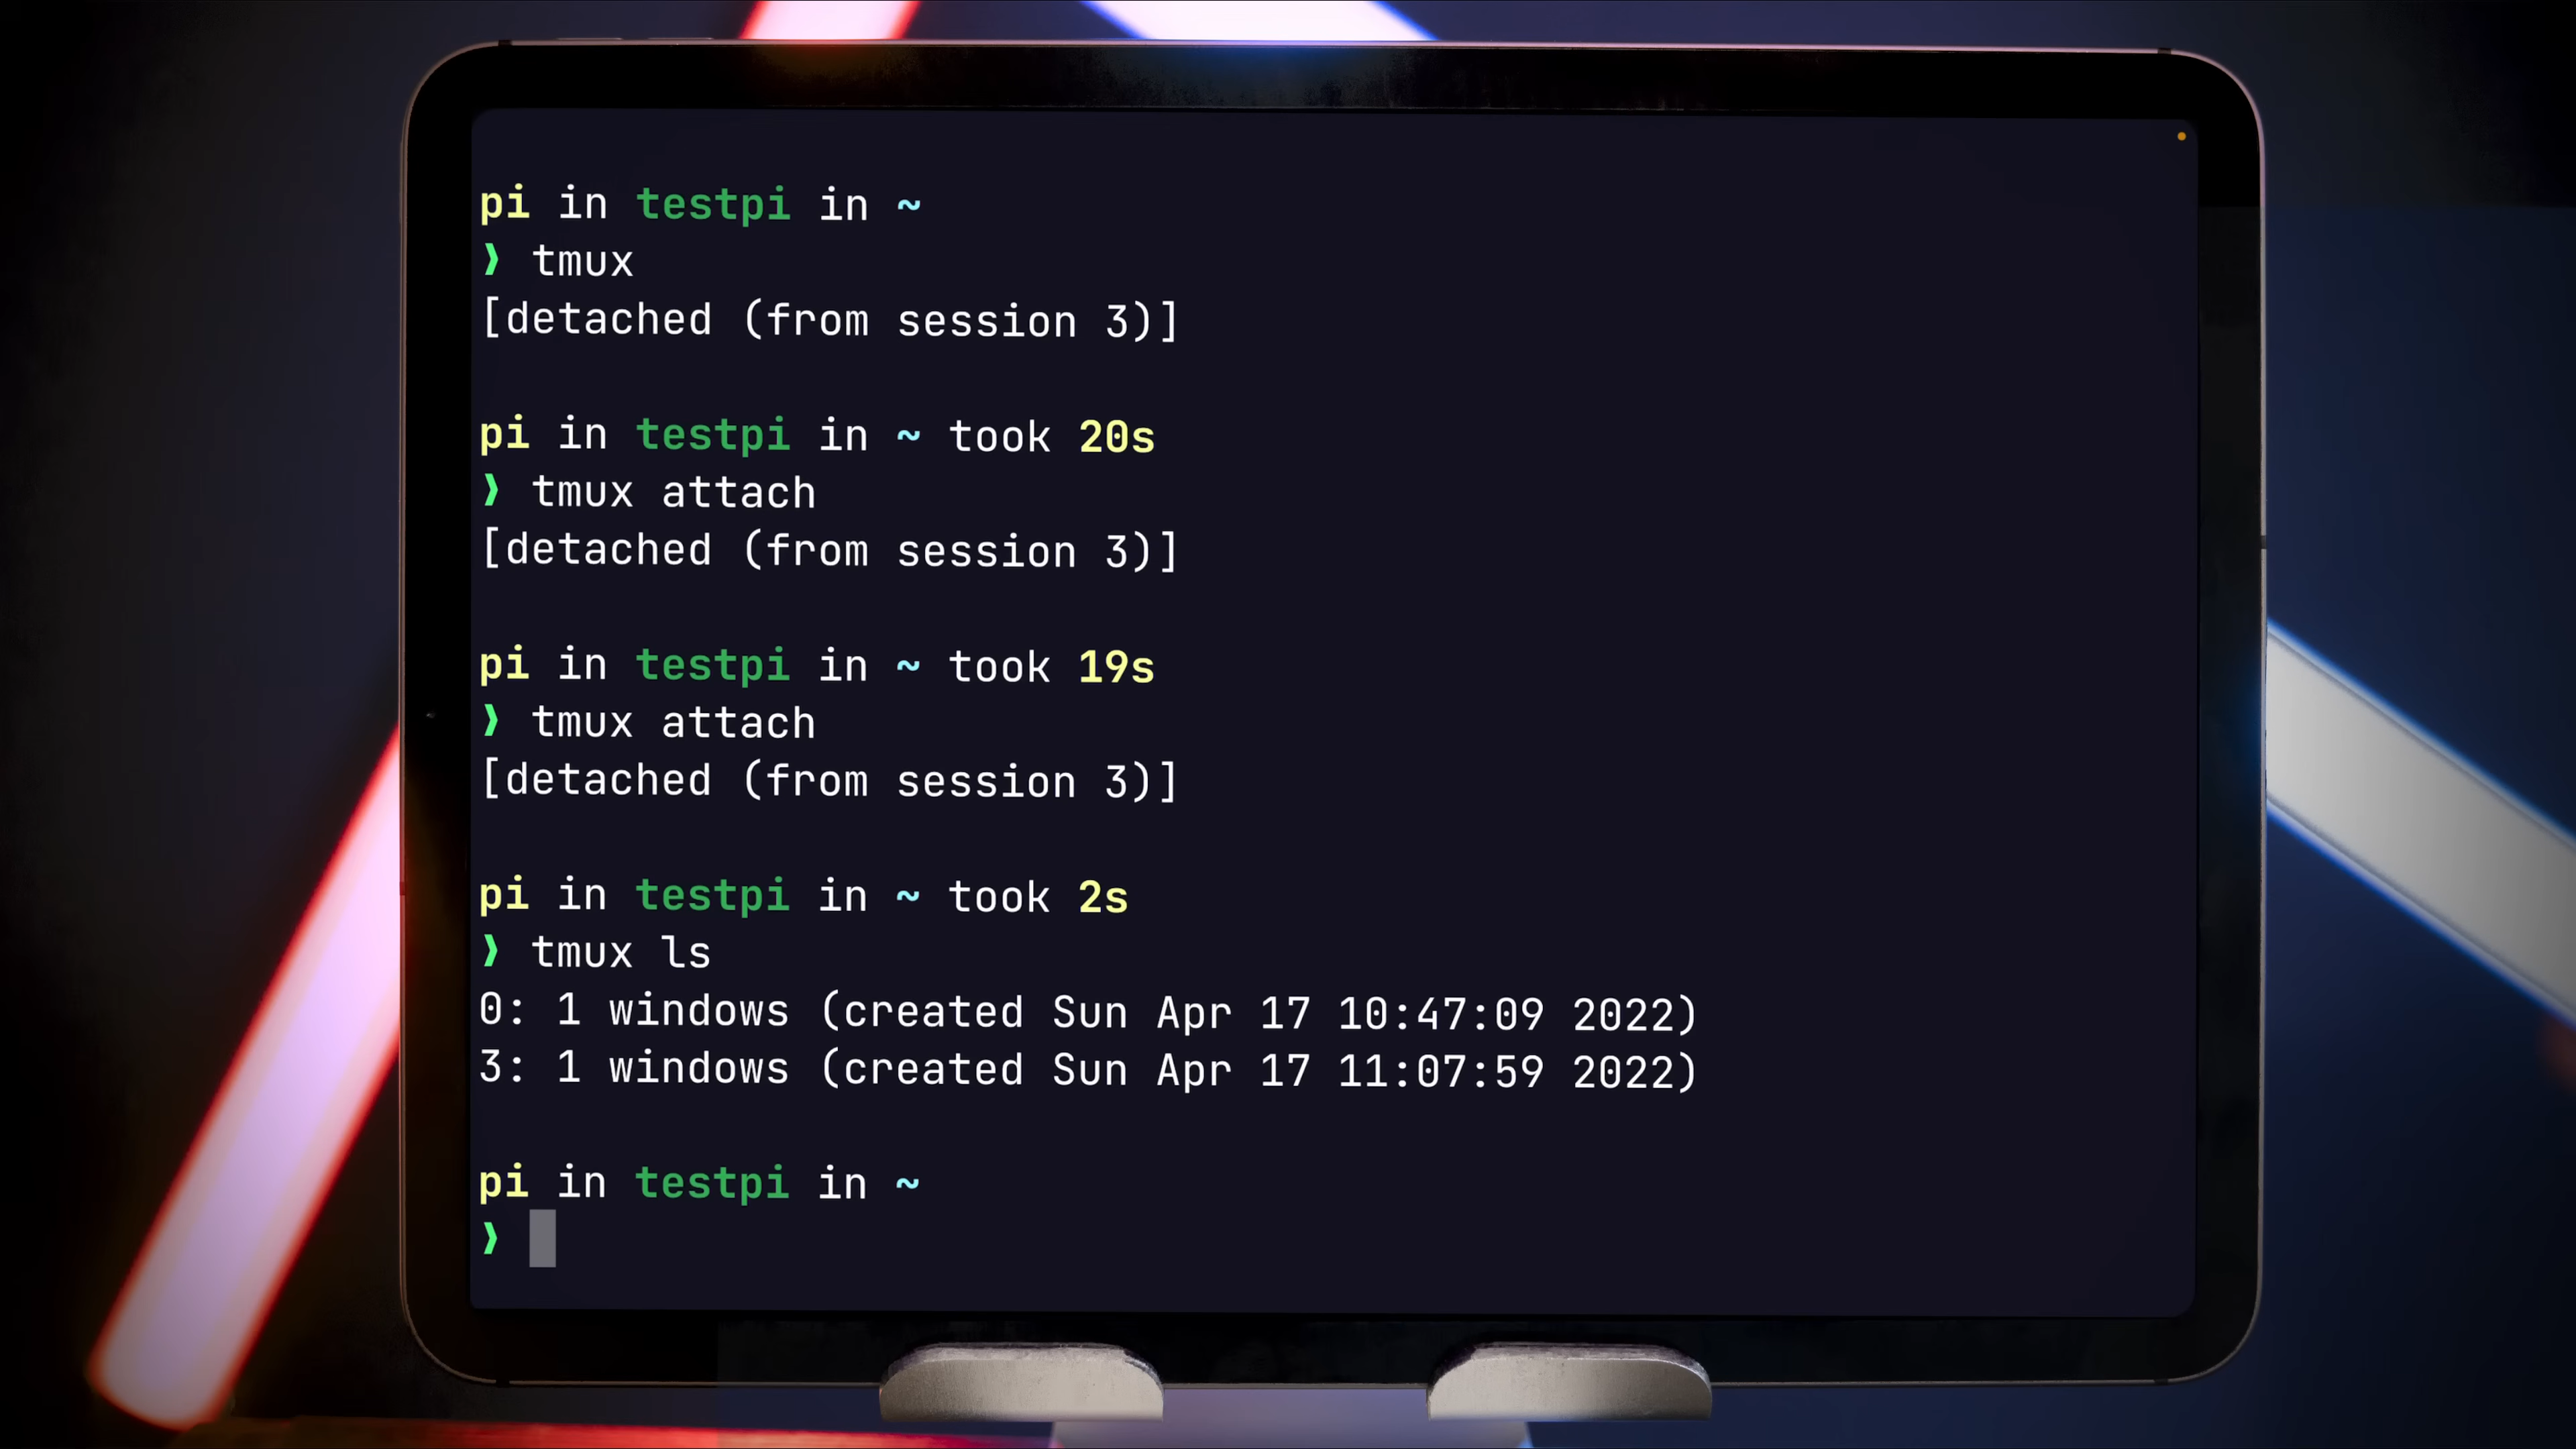 pi in testpi in ~
❯ tmux
[detached (from session 3)]
pi in testpi in ~ took 20s
❯ tmux attach
[detached (from session 3)]
pi in testpi in ~ took 19s
❯ tmux attach
[detached (from session 3)]
pi in testpi in ~ took 2s
❯ tmux ls
0: 1 windows (created Sun Apr 17 10:47:09 2022)
3: 1 windows (created Sun Apr 17 11:07:59 2022)
pi in testpi in ~
❯